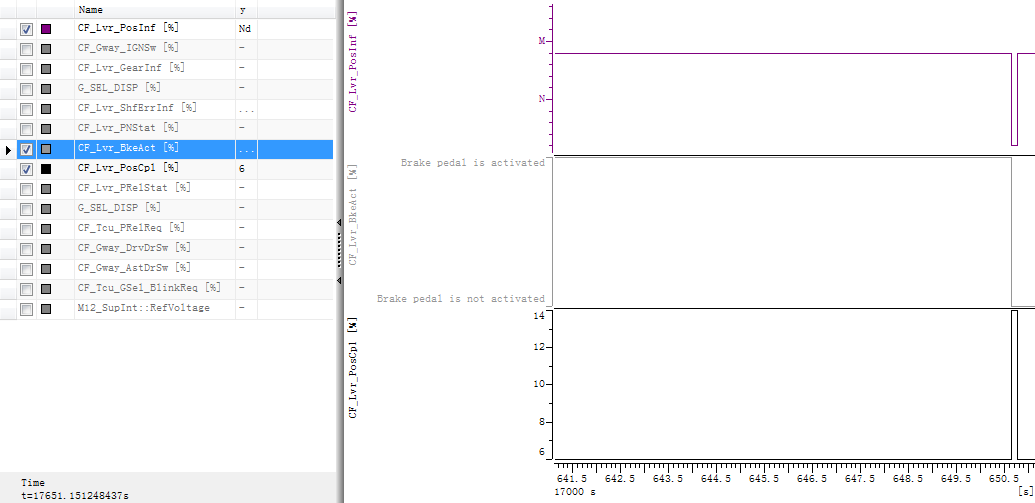 Name y
CF_Lvr_PosInf [%] Nd
CF_Gway_IGNSw [%] -
CF_Lvr_GearInf [%] -
G_SEL_DISP [%] -
CF_Lvr_ShfErrInf [%] ...
CF_Lvr_PNStat [%] -
CF_Lvr_BkeAct [%] ...
CF_Lvr_PosCpl [%] 6
CF_Lvr_PRelStat [%] -
G_SEL_DISP [%] -
CF_Tcu_PRelReq [%] -
CF_Gway_DrvDrSw [%] -
CF_Gway_AstDrSw [%] -
CF_Tcu_GSel_BlinkReq [%] -
M12_SupInt::RefVoltage -
Time
t=17651.151248437s
CF_Lvr_PosInf [%]
M
N
CF_Lvr_BkeAct [%]
Brake pedal is activated
Brake pedal is not activated
CF_Lvr_PosCpl [%]
14
12
10
8
6
641.5 642.5 643.5 644.5 645.5 646.5 647.5 648.5 649.5 650.5
17000 s [s]